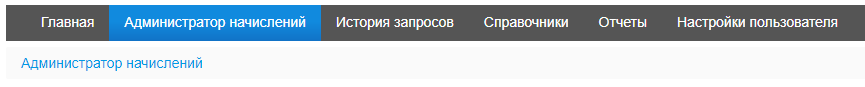 Главная Администратор начислений История запросов Справочники Отчеты Настройки пользователя
Администратор начислений